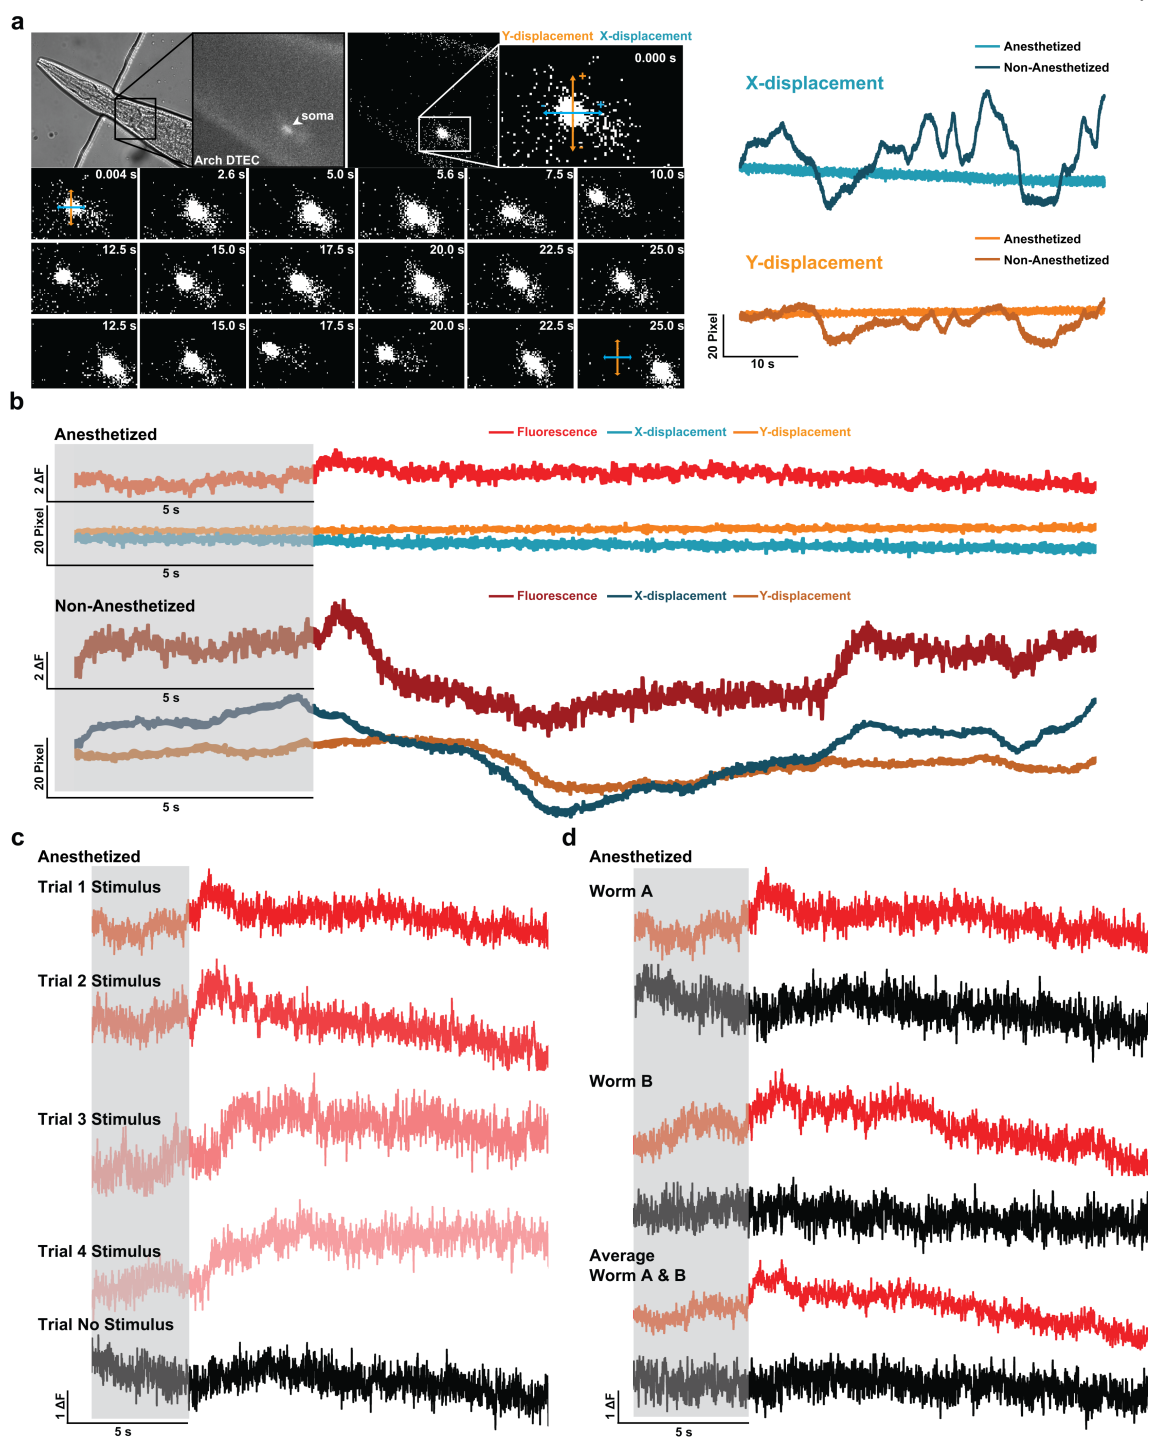 a
Y-displacement X-displacement
0.000 s
+
+
-
-
soma
Arch DTEC
0.004 s
2.6 s
5.0 s
5.6 s
7.5 s
10.0 s
12.5 s
15.0 s
17.5 s
20.0 s
22.5 s
25.0 s
12.5 s
15.0 s
17.5 s
20.0 s
22.5 s
25.0 s
Anesthetized
Non-Anesthetized
X-displacement
Anesthetized
Non-Anesthetized
Y-displacement
20 Pixel
10 s
b
Anesthetized
Fluorescence X-displacement Y-displacement
2 ΔF
5 s
20 Pixel
5 s
Non-Anesthetized
Fluorescence X-displacement Y-displacement
2 ΔF
5 s
20 Pixel
5 s
c
Anesthetized
Trial 1 Stimulus
Trial 2 Stimulus
Trial 3 Stimulus
Trial 4 Stimulus
Trial No Stimulus
1 ΔF
5 s
d
Anesthetized
Worm A
Worm B
Average
Worm A & B
1 ΔF
5 s